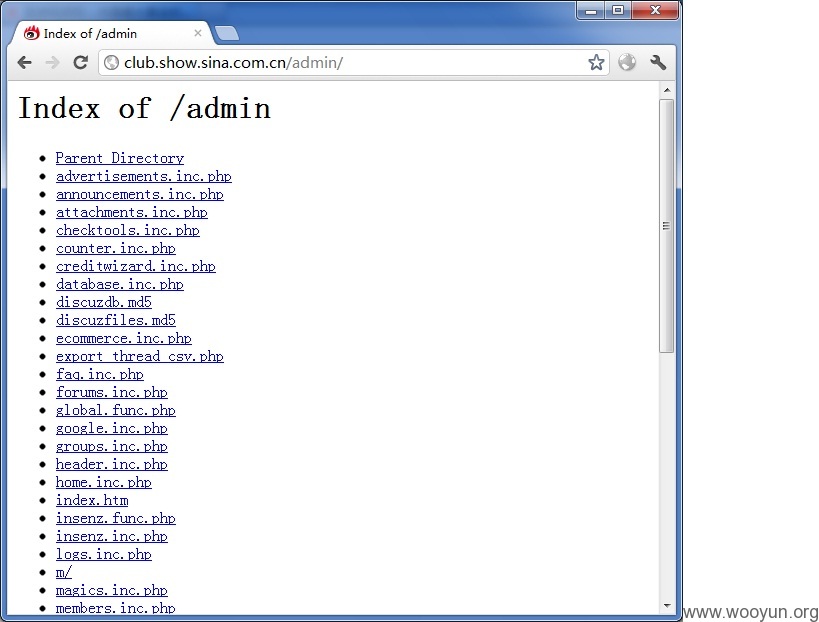 Index of /admin
club.show.sina.com.cn/admin/
Index of /admin
Parent Directory
advertisements.inc.php
announcements.inc.php
attachments.inc.php
checktools.inc.php
counter.inc.php
creditwizard.inc.php
database.inc.php
discuzdb.md5
discuzfiles.md5
ecommerce.inc.php
export_thread_csv.php
faq.inc.php
forums.inc.php
global.func.php
google.inc.php
groups.inc.php
header.inc.php
home.inc.php
index.htm
insenz.func.php
insenz.inc.php
logs.inc.php
m/
magics.inc.php
members.inc.php
www.wooyun.org